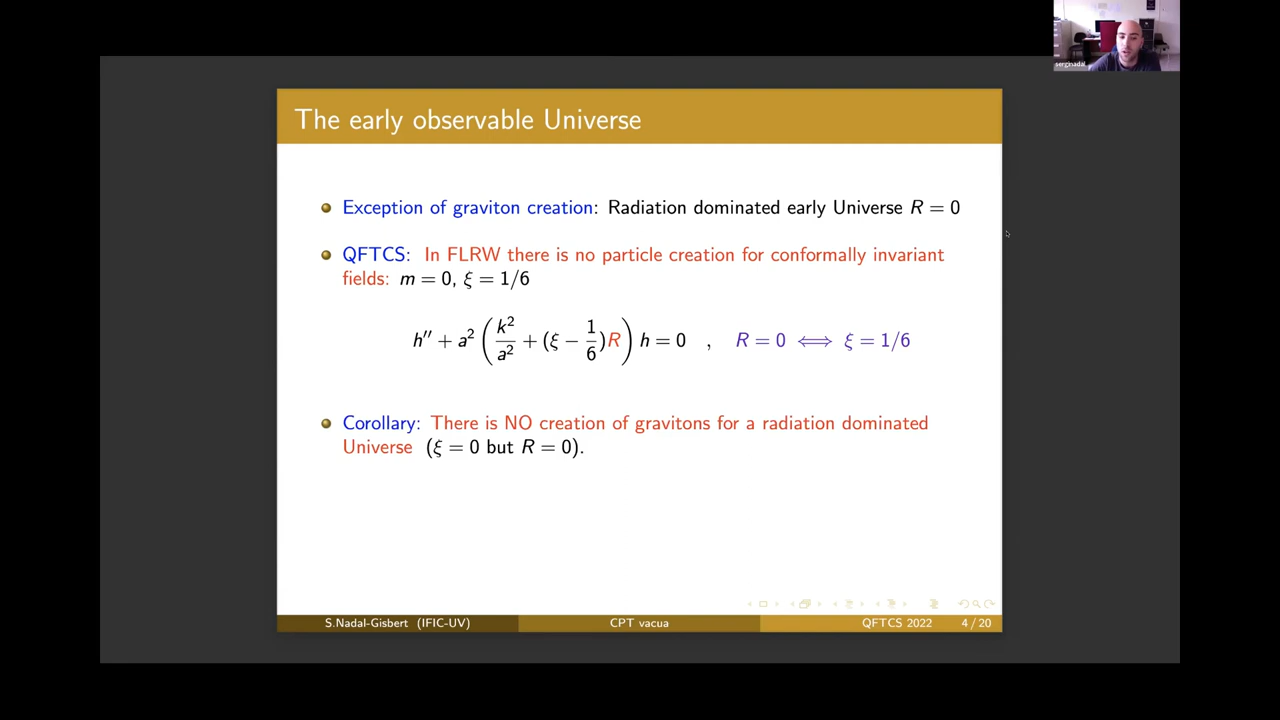 serginadal
The early observable Universe
Exception of graviton creation: Radiation dominated early Universe R = 0
QFTCS: In FLRW there is no particle creation for conformally invariant
fields: m = 0, ξ = 1/6
h″ + a² (k²/a² + (ξ − 1/6)R) h = 0 , R = 0 ⟺ ξ = 1/6
Corollary: There is NO creation of gravitons for a radiation dominated
Universe (ξ = 0 but R = 0).
S.Nadal-Gisbert (IFIC-UV) CPT vacua QFTCS 2022 4 / 20